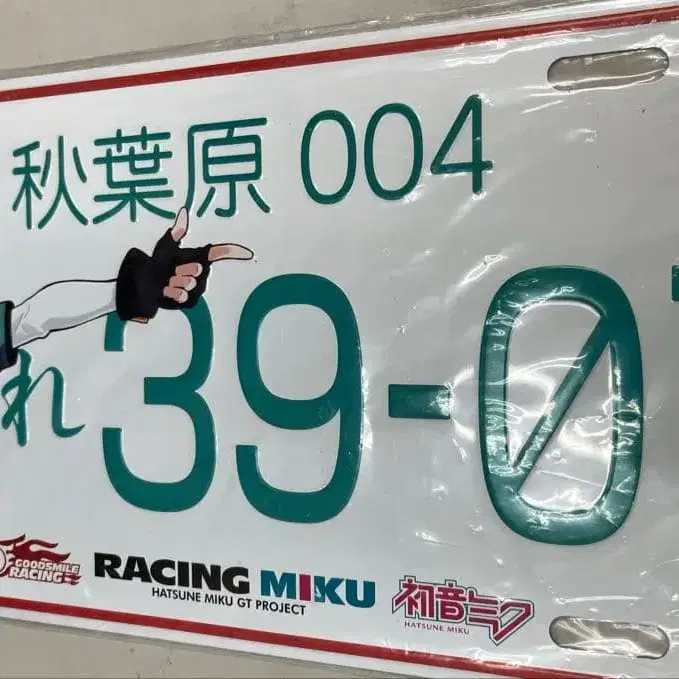 秋葉原 004
れ 39-0
GOODSMILE
RACING
RACING MIKU
HATSUNE MIKU GT PROJECT
初音ミク
HATSUNE MIKU